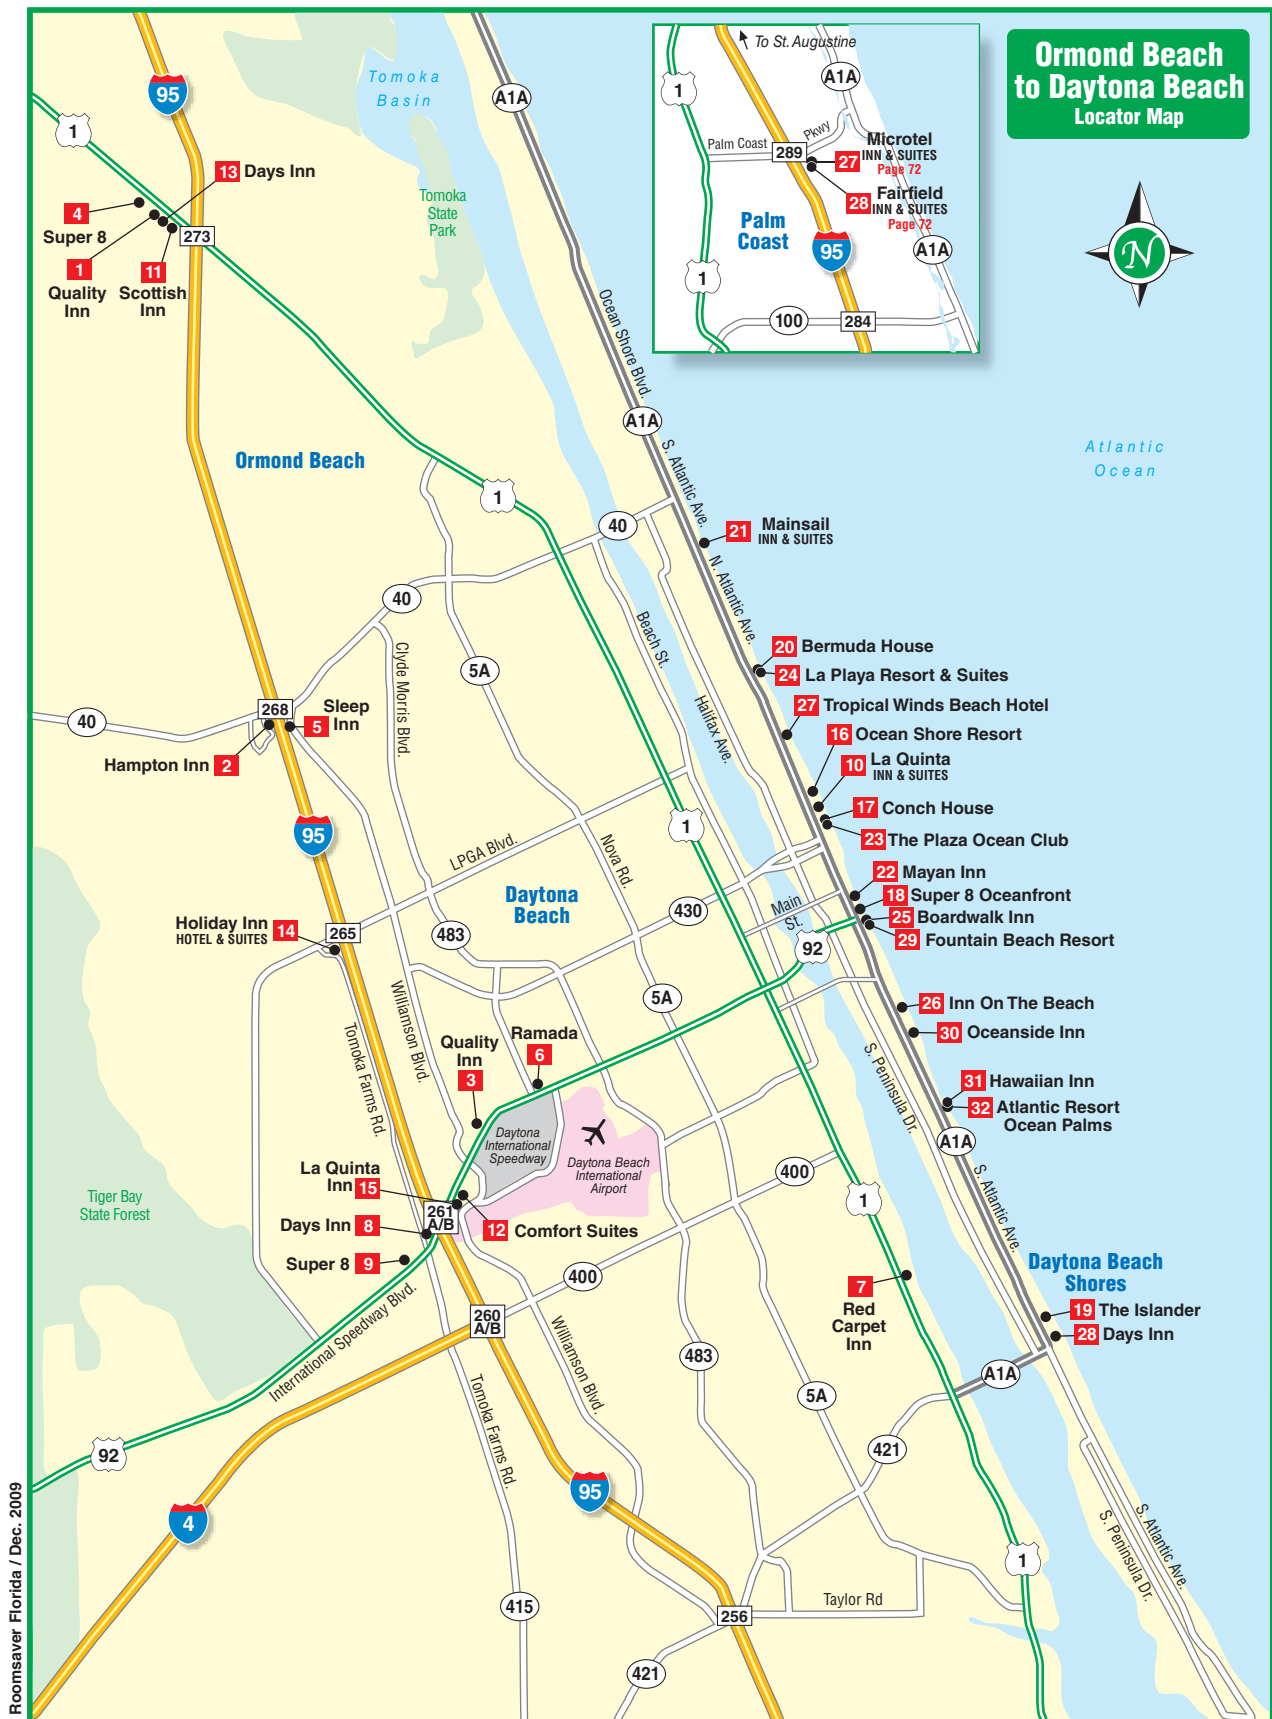 Ormond Beach
to Daytona Beach
Locator Map
To St. Augustine
A1A
1
Palm Coast
Pkwy
289
27
Microtel
INN & SUITES
Page 72
28
Fairfield
INN & SUITES
Page 72
Palm
Coast
95
A1A
1
100
284
N
95
1
Tomoka
Basin
A1A
13 Days Inn
4
Super 8
1
Quality
Inn
11
Scottish
Inn
273
Tomoka
State
Park
Ocean Shore Blvd.
A1A
Atlantic
Ocean
Ormond Beach
1
S. Atlantic Ave.
40
21
Mainsail
INN & SUITES
N. Atlantic Ave.
40
Beach St.
Clyde Morris Blvd.
5A
20 Bermuda House
24 La Playa Resort & Suites
Halifax Ave.
27 Tropical Winds Beach Hotel
40
268
5
Sleep
Inn
Hampton Inn 2
16 Ocean Shore Resort
10
La Quinta
INN & SUITES
17 Conch House
23 The Plaza Ocean Club
95
1
LPGA Blvd.
Nova Rd.
22 Mayan Inn
18 Super 8 Oceanfront
25 Boardwalk Inn
29 Fountain Beach Resort
Daytona
Beach
430
Main
St.
92
Holiday Inn
HOTEL & SUITES
14
265
483
5A
Williamson Blvd.
Tomoka Farms Rd.
26 Inn On The Beach
30 Oceanside Inn
Quality
Inn
3
Ramada
6
S. Peninsula Dr.
31 Hawaiian Inn
32 Atlantic Resort
Ocean Palms
A1A
Daytona
International
Speedway
Daytona Beach
International
Airport
La Quinta
Inn 15
400
S. Atlantic Ave.
Tiger Bay
State Forest
261
A/B
Days Inn 8
12 Comfort Suites
1
Super 8 9
400
7
Red
Carpet
Inn
Daytona Beach
Shores
19 The Islander
28 Days Inn
International Speedway Blvd.
260
A/B
Williamson Blvd.
483
5A
A1A
Tomoka Farms Rd.
421
92
4
95
S. Atlantic Ave.
S. Peninsula Dr.
1
415
Taylor Rd
256
421
Roomsaver Florida / Dec. 2009